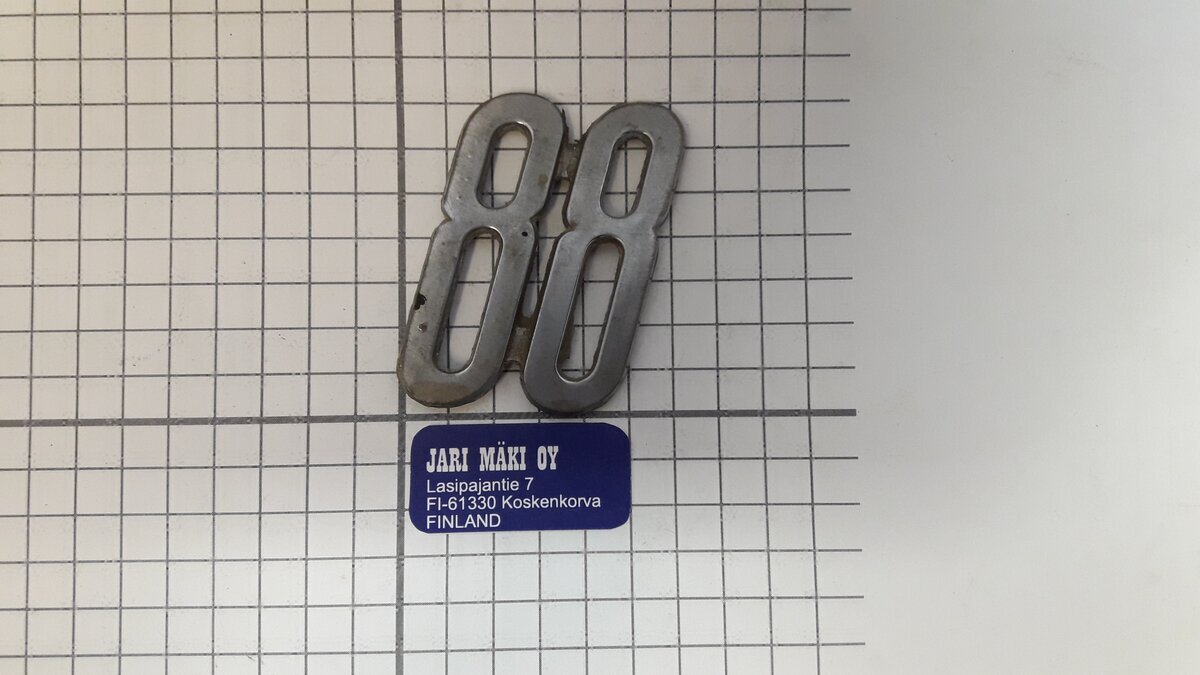 88
JARI MÄKI OY
Lasipajantie 7
FI-61330 Koskenkorva
FINLAND